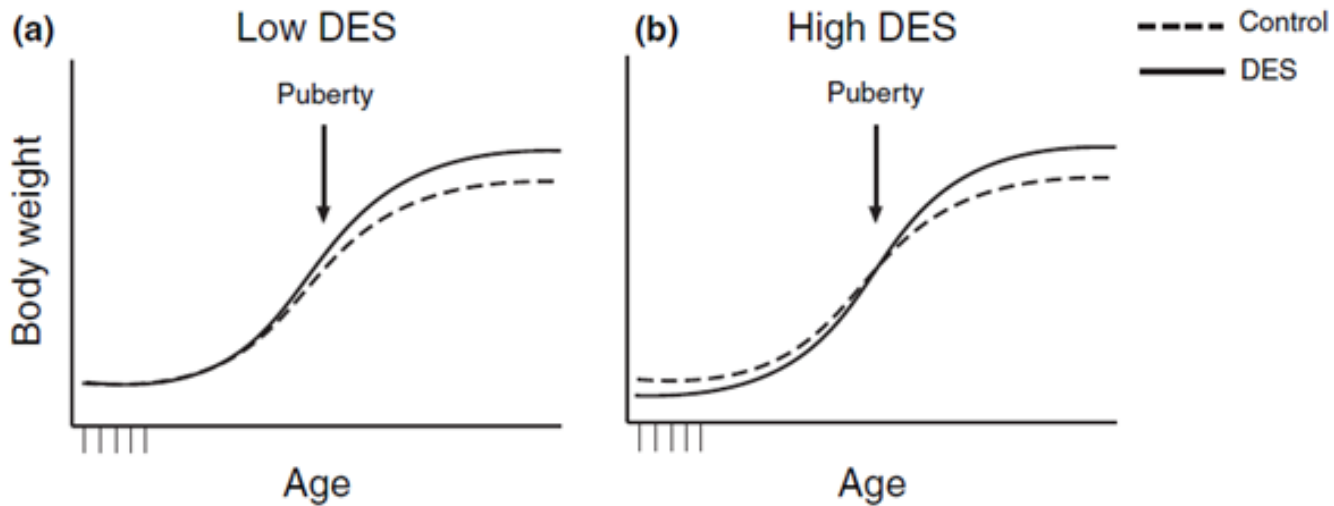 (a) Low DES
(b) High DES
Control
DES
Puberty
Puberty
Body weight
Age
Age